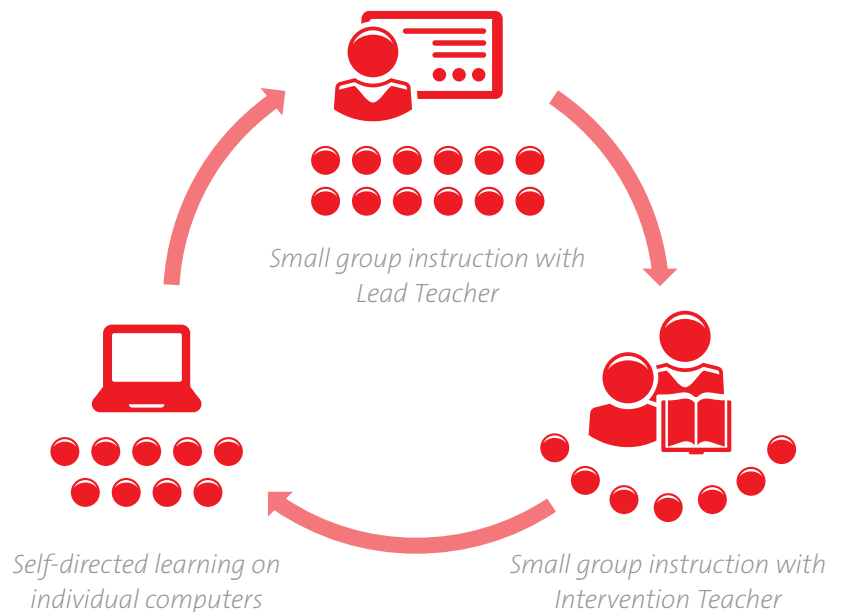 Small group instruction with
Lead Teacher
Self-directed learning on
individual computers
Small group instruction with
Intervention Teacher